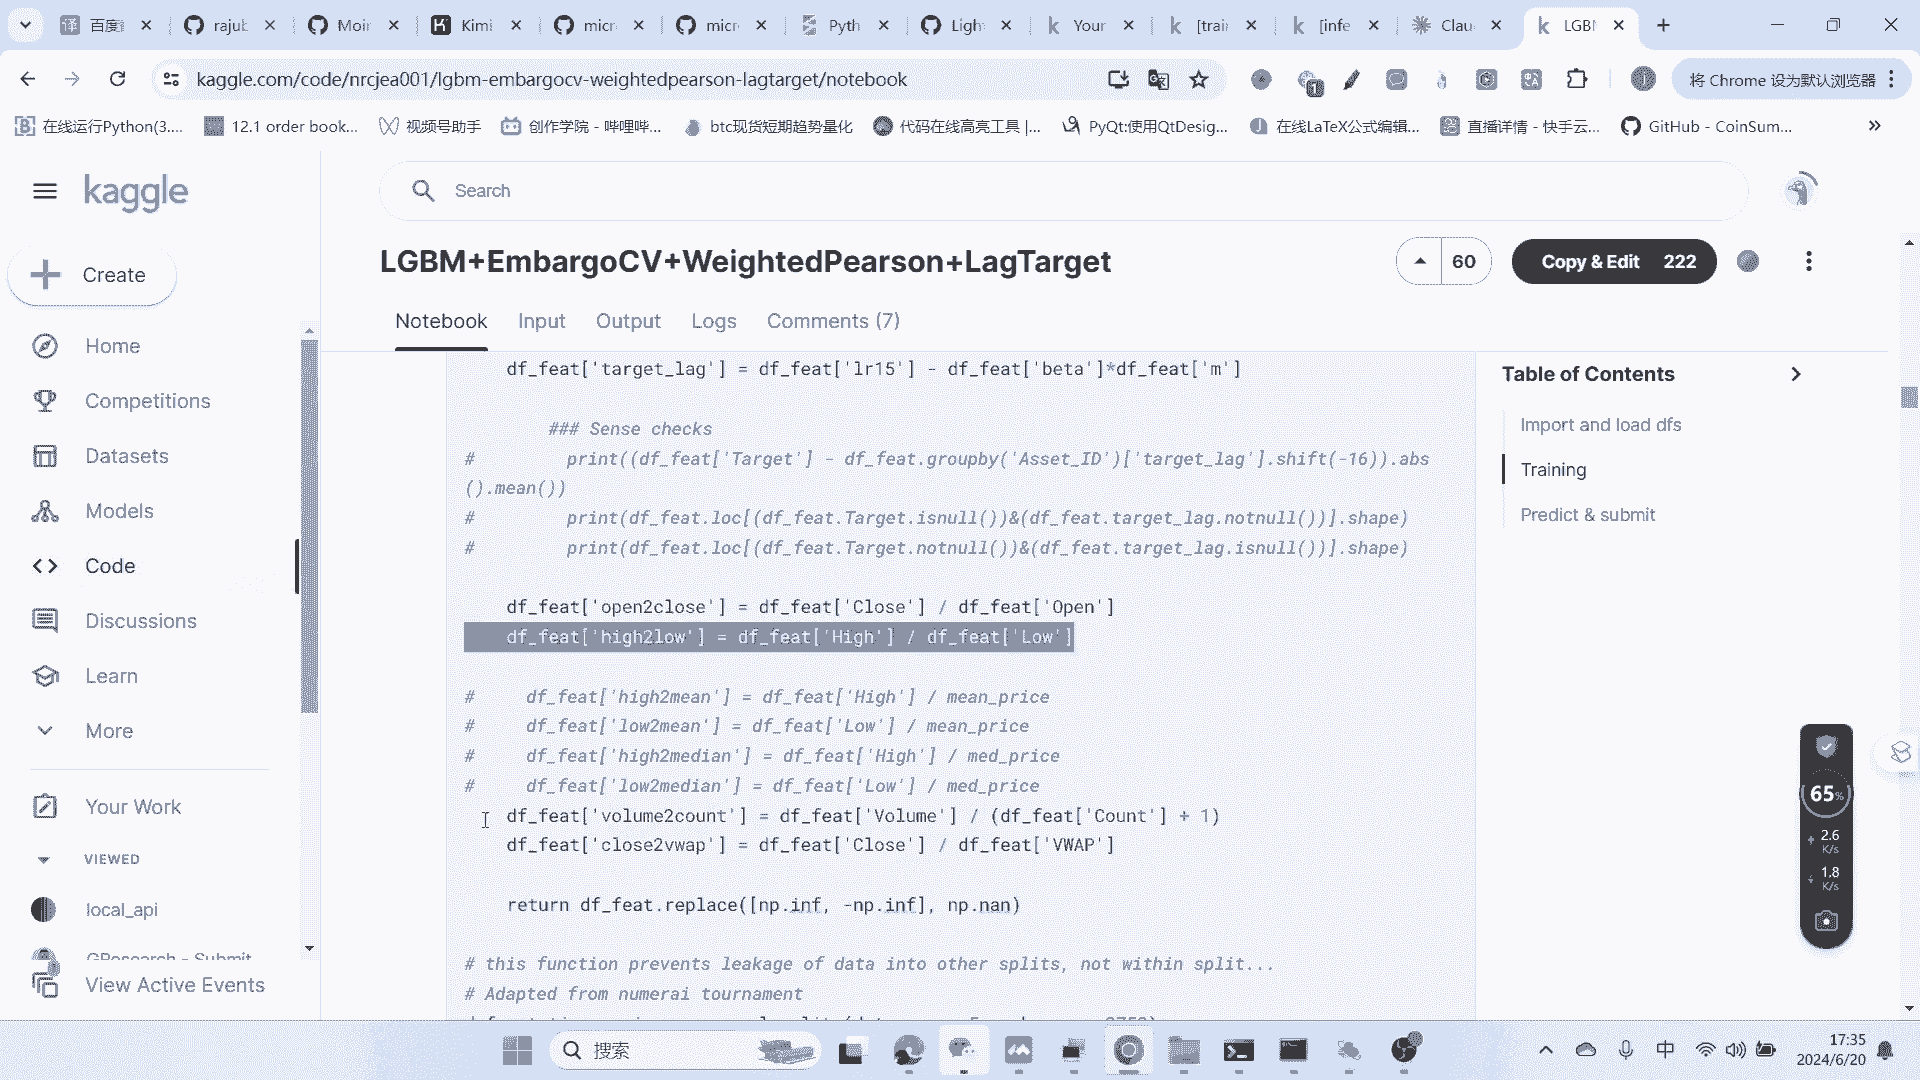 百度
rajub
Moir
Kimi
micr
micr
Pyth
Ligh
Your
[trai
[infe
Clau
LGBM
kaggle.com/code/nrcjea001/lgbm-embargocv-weightedpearson-lagtarget/notebook
将 Chrome 设为默认浏览器
在线运行Python(3....
12.1 order book...
视频号助手
创作学院 - 哔哩哔...
btc现货短期趋势量化
代码在线高亮工具 |...
PyQt:使用QtDesig...
在线LaTeX公式编辑...
直播详情 - 快手云...
GitHub - CoinSum...
kaggle
Search
LGBM+EmbargoCV+WeightedPearson+LagTarget
60
Copy & Edit 222
Create
Notebook Input Output Logs Comments (7)
Home
Competitions
Datasets
Models
Code
Discussions
Learn
More
Your Work
VIEWED
local_api
GResearch - Submit
View Active Events
df_feat['target_lag'] = df_feat['lr15'] - df_feat['beta']*df_feat['m']
### Sense checks
# print((df_feat['Target'] - df_feat.groupby('Asset_ID')['target_lag'].shift(-16)).abs
().mean())
# print(df_feat.loc[(df_feat.Target.isnull())&(df_feat.target_lag.notnull())].shape)
# print(df_feat.loc[(df_feat.Target.notnull())&(df_feat.target_lag.isnull())].shape)
df_feat['open2close'] = df_feat['Close'] / df_feat['Open']
df_feat['high2low'] = df_feat['High'] / df_feat['Low']
# df_feat['high2mean'] = df_feat['High'] / mean_price
# df_feat['low2mean'] = df_feat['Low'] / mean_price
# df_feat['high2median'] = df_feat['High'] / med_price
# df_feat['low2median'] = df_feat['Low'] / med_price
df_feat['volume2count'] = df_feat['Volume'] / (df_feat['Count'] + 1)
df_feat['close2vwap'] = df_feat['Close'] / df_feat['VWAP']
return df_feat.replace([np.inf, -np.inf], np.nan)
# this function prevents leakage of data into other splits, not within split...
# Adapted from numerai tournament
Table of Contents
Import and load dfs
Training
Predict & submit
65%
2.6
K/s
1.8
K/s
搜索
中
17:35
2024/6/20